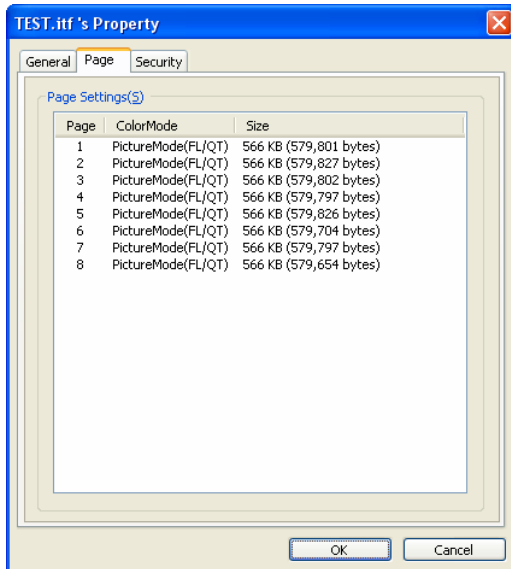 TEST.itf 's Property
General Page Security
Page Settings(S)
Page ColorMode Size
1 PictureMode(FL/QT) 566 KB (579,801 bytes)
2 PictureMode(FL/QT) 566 KB (579,827 bytes)
3 PictureMode(FL/QT) 566 KB (579,802 bytes)
4 PictureMode(FL/QT) 566 KB (579,797 bytes)
5 PictureMode(FL/QT) 566 KB (579,826 bytes)
6 PictureMode(FL/QT) 566 KB (579,704 bytes)
7 PictureMode(FL/QT) 566 KB (579,797 bytes)
8 PictureMode(FL/QT) 566 KB (579,654 bytes)
OK Cancel